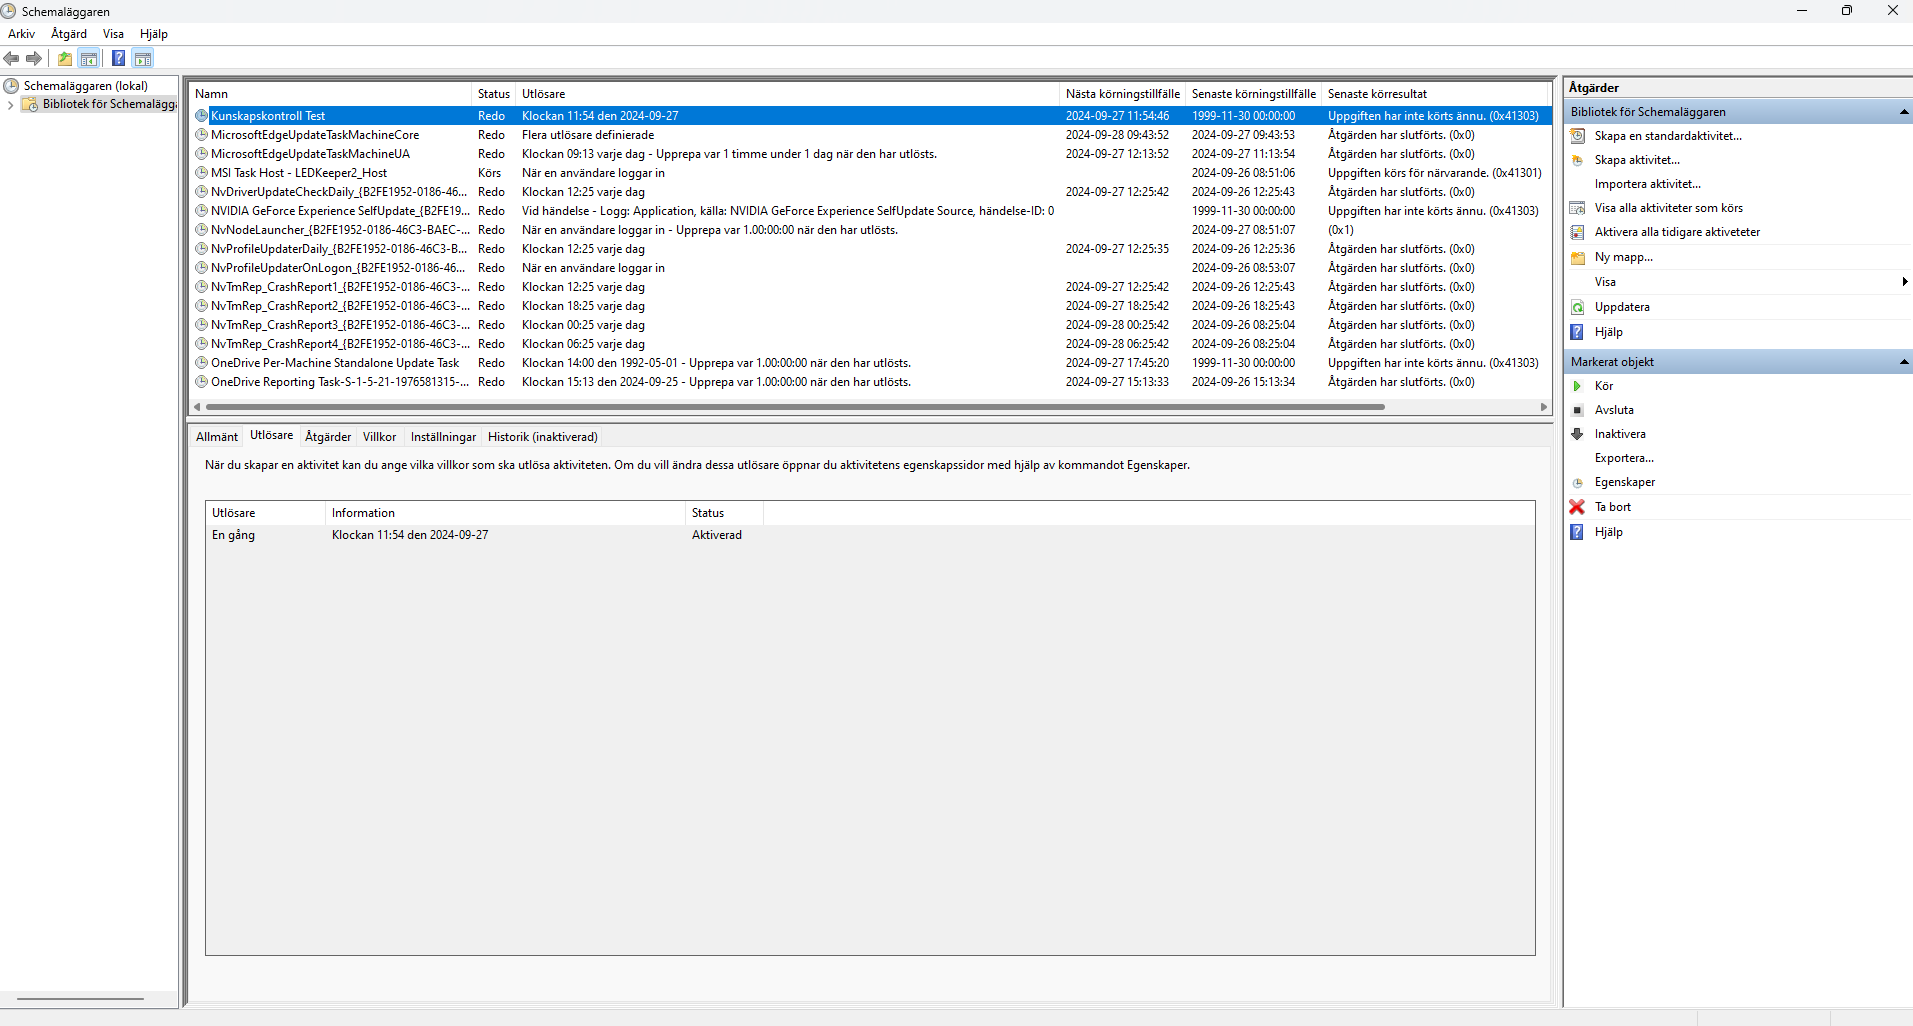 Schemaläggaren
Arkiv Åtgärd Visa Hjälp
Schemaläggaren (lokal)
Bibliotek för Schemalägga
Namn Status Utlösare Nästa körningstillfälle Senaste körningstillfälle Senaste körresultat
Kunskapskontroll Test Redo Klockan 11:54 den 2024-09-27 2024-09-27 11:54:46 1999-11-30 00:00:00 Uppgiften har inte körts ännu. (0x41303)
MicrosoftEdgeUpdateTaskMachineCore Redo Flera utlösare definierade 2024-09-28 09:43:52 2024-09-27 09:43:53 Åtgärden har slutförts. (0x0)
MicrosoftEdgeUpdateTaskMachineUA Redo Klockan 09:13 varje dag - Upprepa var 1 timme under 1 dag när den har utlösts. 2024-09-27 12:13:52 2024-09-27 11:13:54 Åtgärden har slutförts. (0x0)
MSI Task Host - LEDKeeper2_Host Körs När en användare loggar in 2024-09-26 08:51:06 Uppgiften körs för närvarande. (0x41301)
NvDriverUpdateCheckDaily_{B2FE1952-0186-46... Redo Klockan 12:25 varje dag 2024-09-27 12:25:42 2024-09-26 12:25:43 Åtgärden har slutförts. (0x0)
NVIDIA GeForce Experience SelfUpdate_{B2FE19... Redo Vid händelse - Logg: Application, källa: NVIDIA GeForce Experience SelfUpdate Source, händelse-ID: 0 1999-11-30 00:00:00 Uppgiften har inte körts ännu. (0x41303)
NvNodeLauncher_{B2FE1952-0186-46C3-BAEC-... Redo När en användare loggar in - Upprepa var 1.00:00:00 när den har utlösts. 2024-09-27 08:51:07 (0x1)
NvProfileUpdaterDaily_{B2FE1952-0186-46C3-B... Redo Klockan 12:25 varje dag 2024-09-27 12:25:35 2024-09-26 12:25:36 Åtgärden har slutförts. (0x0)
NvProfileUpdaterOnLogon_{B2FE1952-0186-46... Redo När en användare loggar in 2024-09-26 08:53:07 Åtgärden har slutförts. (0x0)
NvTmRep_CrashReport1_{B2FE1952-0186-46C3-... Redo Klockan 12:25 varje dag 2024-09-27 12:25:42 2024-09-26 12:25:43 Åtgärden har slutförts. (0x0)
NvTmRep_CrashReport2_{B2FE1952-0186-46C3-... Redo Klockan 18:25 varje dag 2024-09-27 18:25:42 2024-09-26 18:25:43 Åtgärden har slutförts. (0x0)
NvTmRep_CrashReport3_{B2FE1952-0186-46C3-... Redo Klockan 00:25 varje dag 2024-09-28 00:25:42 2024-09-26 08:25:04 Åtgärden har slutförts. (0x0)
NvTmRep_CrashReport4_{B2FE1952-0186-46C3-... Redo Klockan 06:25 varje dag 2024-09-28 06:25:42 2024-09-26 08:25:04 Åtgärden har slutförts. (0x0)
OneDrive Per-Machine Standalone Update Task Redo Klockan 14:00 den 1992-05-01 - Upprepa var 1.00:00:00 när den har utlösts. 2024-09-27 17:45:20 1999-11-30 00:00:00 Uppgiften har inte körts ännu. (0x41303)
OneDrive Reporting Task-S-1-5-21-1976581315-... Redo Klockan 15:13 den 2024-09-25 - Upprepa var 1.00:00:00 när den har utlösts. 2024-09-27 15:13:33 2024-09-26 15:13:34 Åtgärden har slutförts. (0x0)
Allmänt Utlösare Åtgärder Villkor Inställningar Historik (inaktiverad)
När du skapar en aktivitet kan du ange vilka villkor som ska utlösa aktiviteten. Om du vill ändra dessa utlösare öppnar du aktivitetens egenskapssidor med hjälp av kommandot Egenskaper.
Utlösare Information Status
En gång Klockan 11:54 den 2024-09-27 Aktiverad
Åtgärder
Bibliotek för Schemaläggaren
Skapa en standardaktivitet...
Skapa aktivitet...
Importera aktivitet...
Visa alla aktiviteter som körs
Aktivera alla tidigare aktiveteter
Ny mapp...
Visa
Uppdatera
Hjälp
Markerat objekt
Kör
Avsluta
Inaktivera
Exportera...
Egenskaper
Ta bort
Hjälp